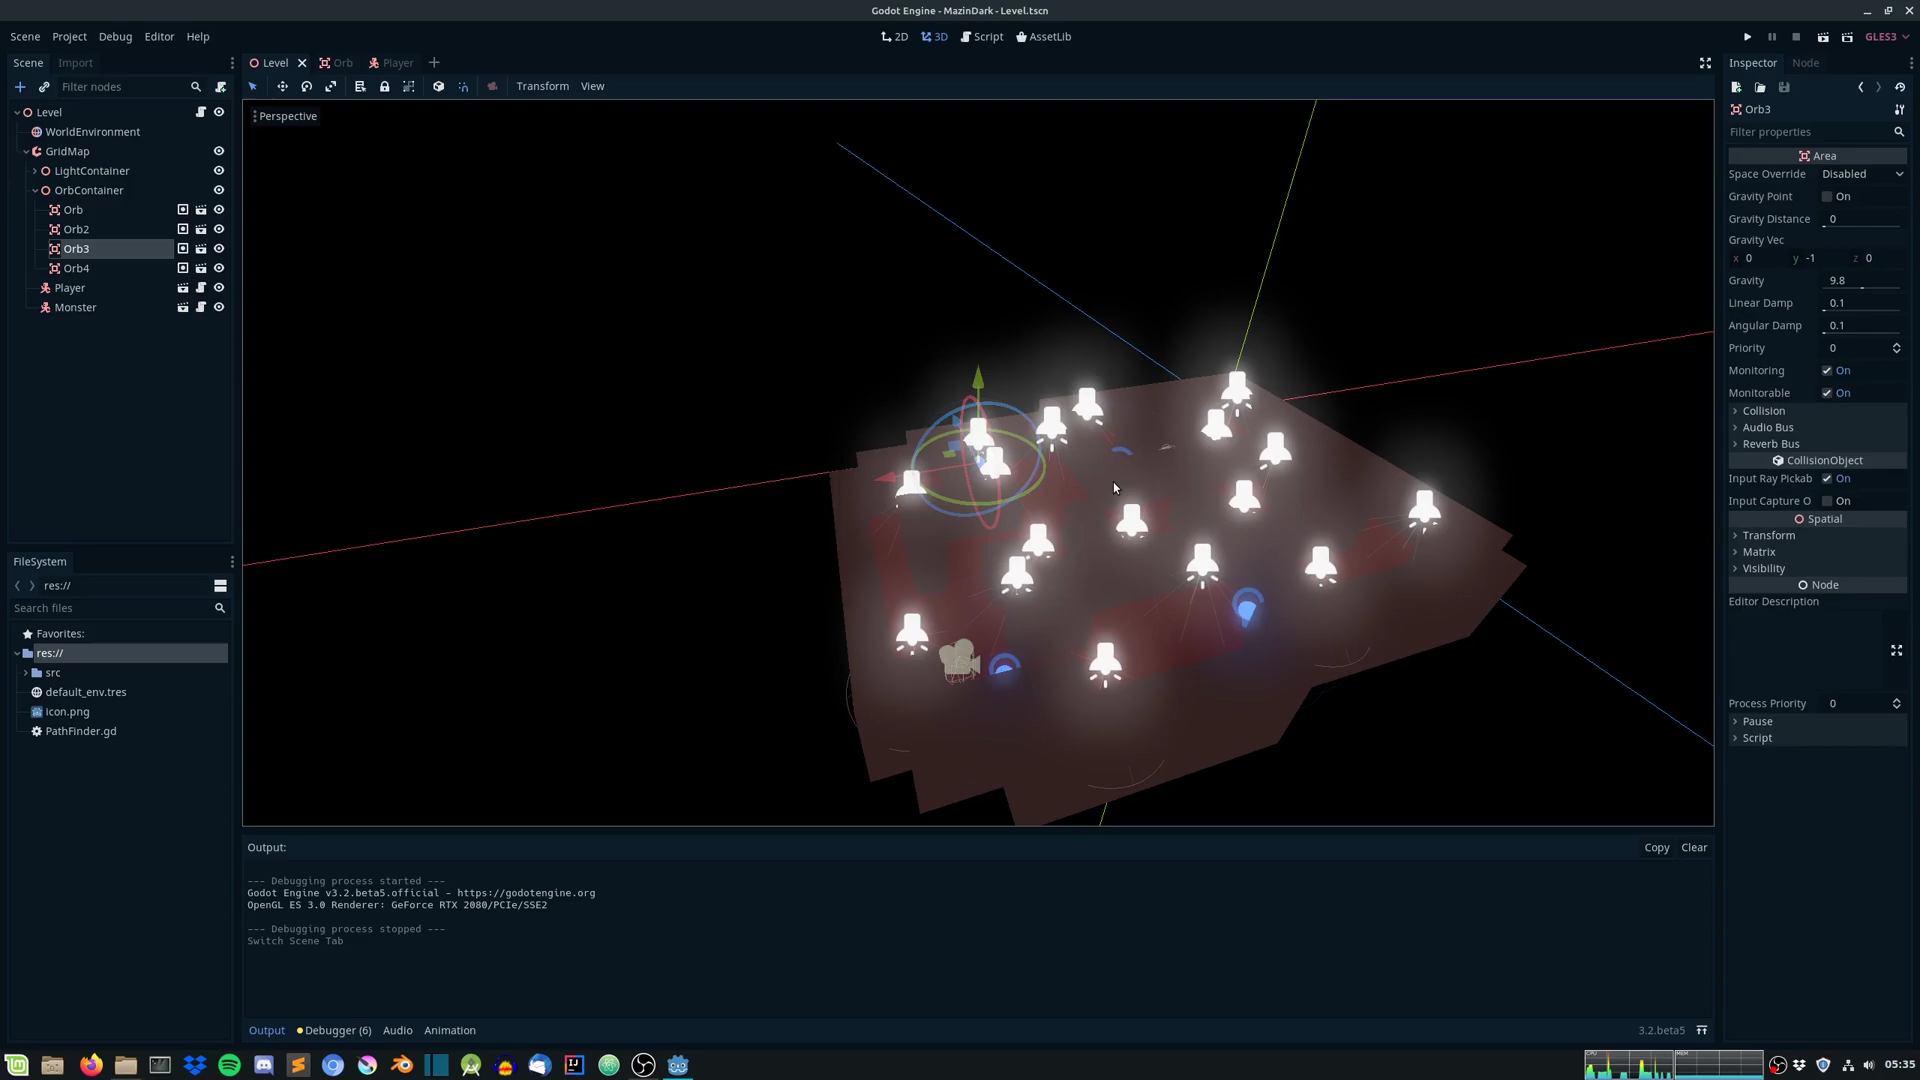 Godot Engine - MazinDark - Level.tscn
Scene Project Debug Editor Help
2D 3D Script AssetLib
GLES3
Scene Import
Level Orb Player
Inspector Node
Filter nodes
Transform View
Level
WorldEnvironment
GridMap
LightContainer
OrbContainer
Orb
Orb2
Orb3
Orb4
Player
Monster
Perspective
FileSystem
res://
Search files
Favorites:
res://
src
default_env.tres
icon.png
PathFinder.gd
Output:
Copy Clear
--- Debugging process started ---
Godot Engine v3.2.beta5.official - https://godotengine.org
OpenGL ES 3.0 Renderer: GeForce RTX 2080/PCIe/SSE2
--- Debugging process stopped ---
Switch Scene Tab
Output Debugger (6) Audio Animation
3.2.beta5
Orb3
Filter properties
Area
Space Override Disabled
Gravity Point On
Gravity Distance 0
Gravity Vec
x 0 y -1 z 0
Gravity 9.8
Linear Damp 0.1
Angular Damp 0.1
Priority 0
Monitoring On
Monitorable On
Collision
Audio Bus
Reverb Bus
CollisionObject
Input Ray Pickab On
Input Capture O On
Spatial
Transform
Matrix
Visibility
Node
Editor Description
Process Priority 0
Pause
Script
CPU
MEM
05:35